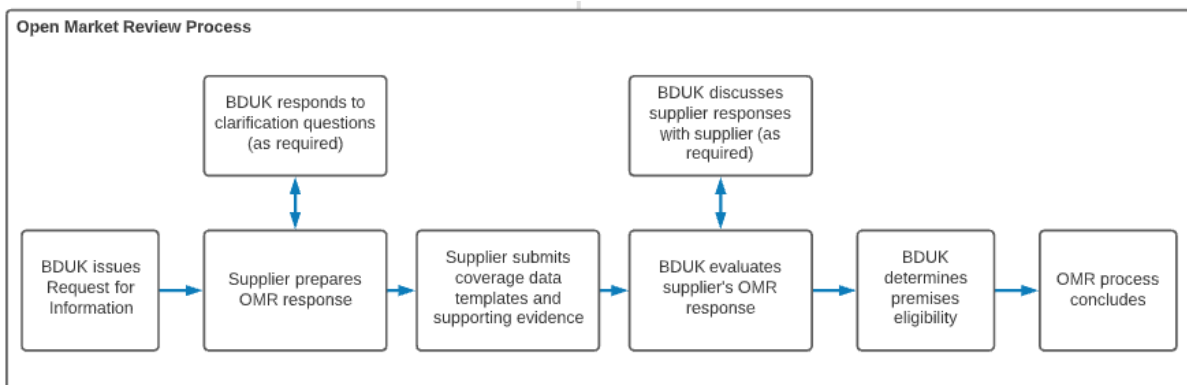 Open Market Review Process
BDUK responds to
clarification questions
(as required)
BDUK discusses
supplier responses
with supplier (as
required)
BDUK issues
Request for
Information
Supplier prepares
OMR response
Supplier submits
coverage data
templates and
supporting evidence
BDUK evaluates
supplier's OMR
response
BDUK
determines
premises
eligibility
OMR process
concludes